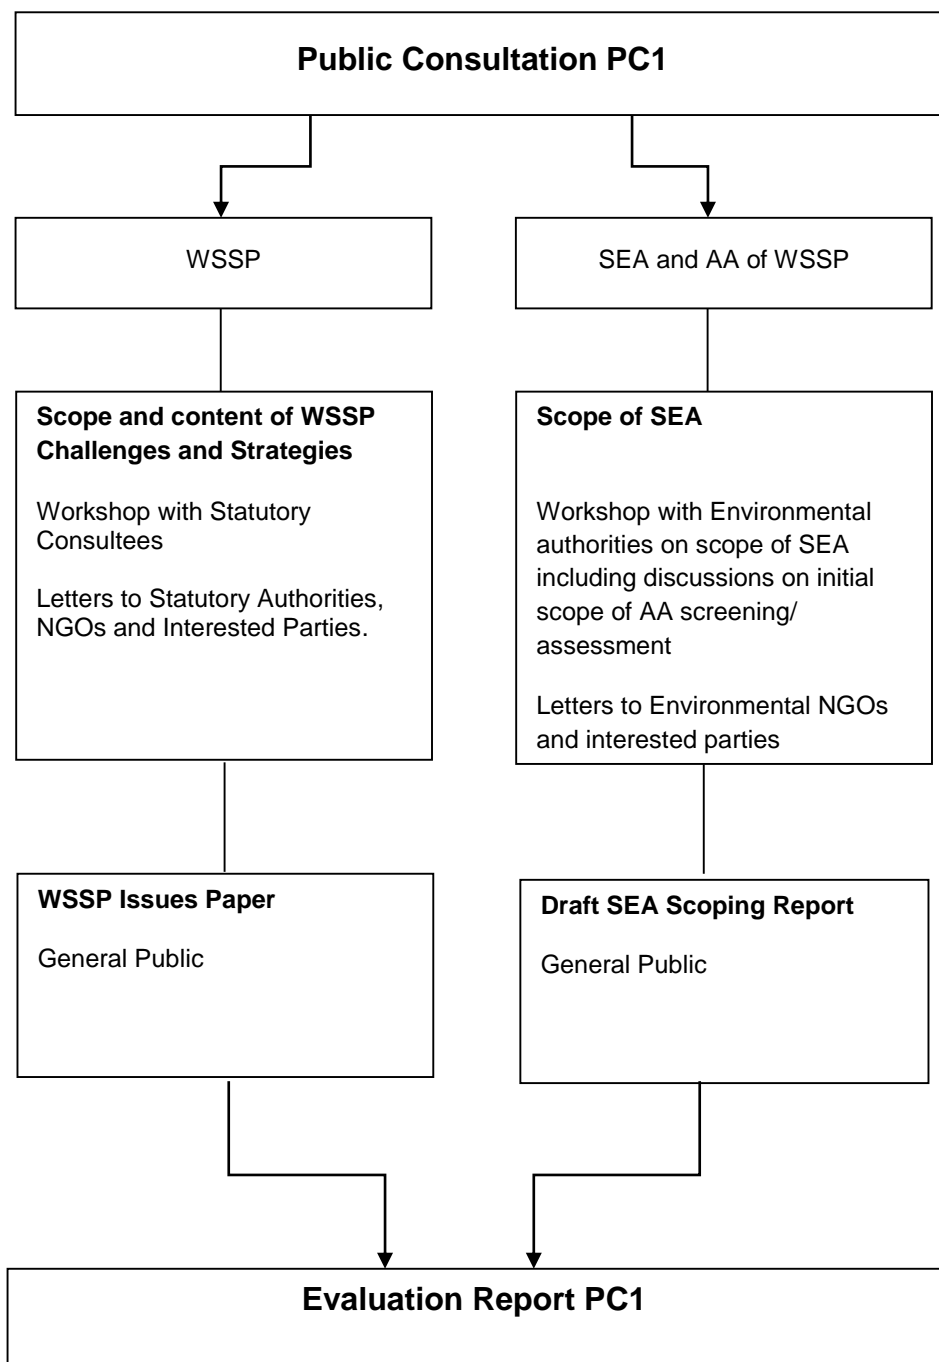 Public Consultation PC1
WSSP
SEA and AA of WSSP
Scope and content of WSSP
Challenges and Strategies
Workshop with Statutory
Consultees
Letters to Statutory Authorities,
NGOs and Interested Parties.
Scope of SEA
Workshop with Environmental
authorities on scope of SEA
including discussions on initial
scope of AA screening/
assessment
Letters to Environmental NGOs
and interested parties
WSSP Issues Paper
General Public
Draft SEA Scoping Report
General Public
Evaluation Report PC1